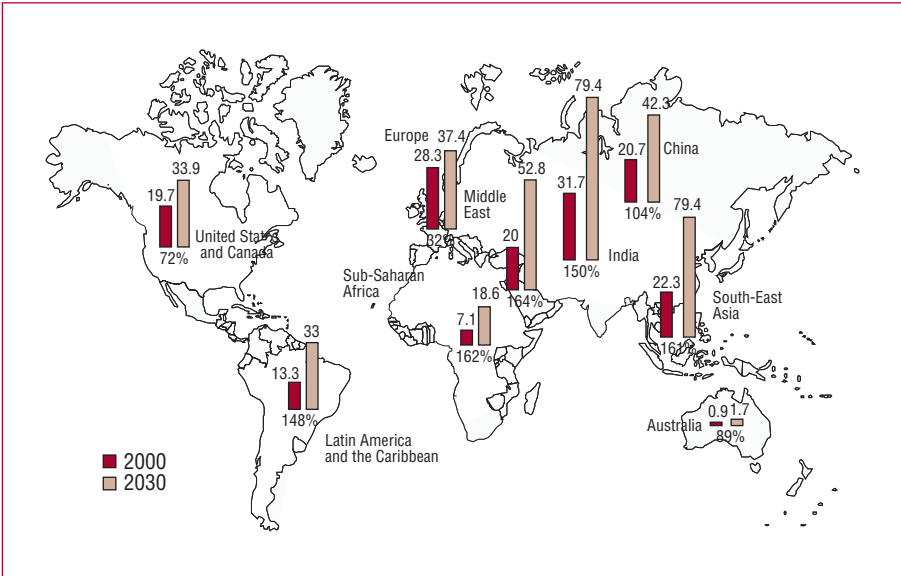 19.7
33.9
72%
United States
and Canada
13.3
33
148%
Latin America
and the Caribbean
Europe
28.3
37.4
32%
Middle
East
20
52.8
164%
Sub-Saharan
Africa
7.1
18.6
162%
31.7
79.4
150%
India
20.7
42.3
104%
China
22.3
79.4
161%
South-East
Asia
Australia
0.9
1.7
89%
2000
2030